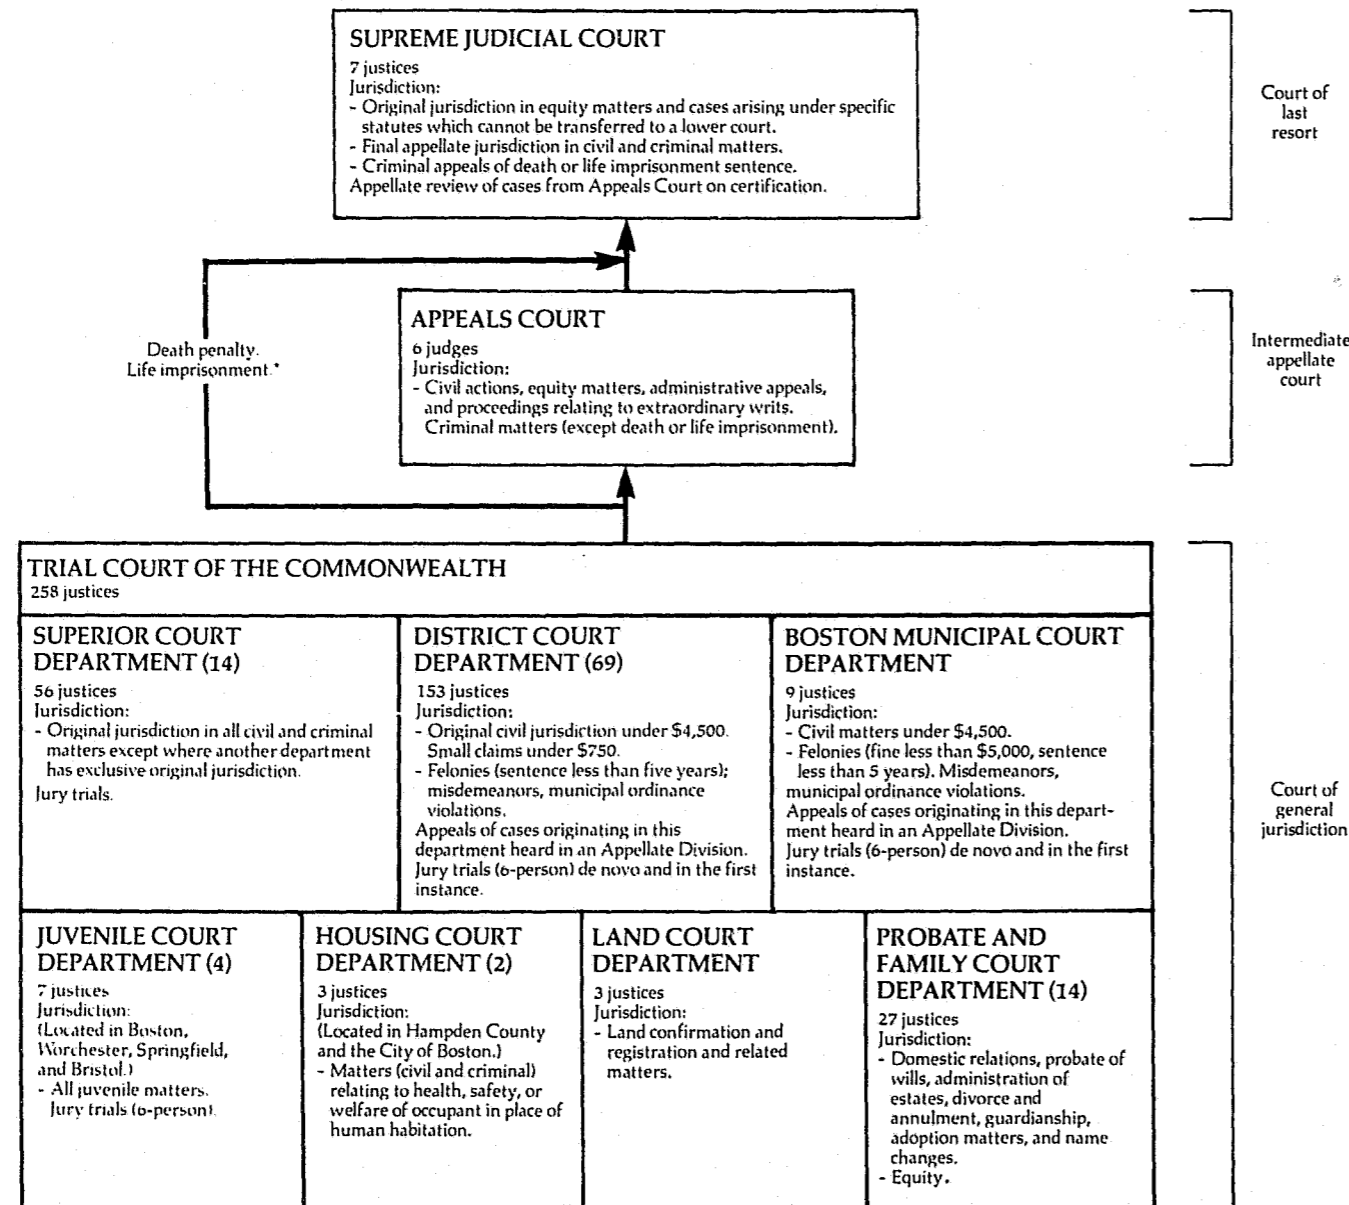 SUPREME JUDICIAL COURT
7 justices
Jurisdiction:
- Original jurisdiction in equity matters and cases arising under specific
statutes which cannot be transferred to a lower court.
- Final appellate jurisdiction in civil and criminal matters.
- Criminal appeals of death or life imprisonment sentence.
Appellate review of cases from Appeals Court on certification.
Court of
last
resort
Death penalty.
Life imprisonment.*
APPEALS COURT
6 judges
Jurisdiction:
- Civil actions, equity matters, administrative appeals,
and proceedings relating to extraordinary writs.
Criminal matters (except death or life imprisonment).
Intermediate
appellate
court
TRIAL COURT OF THE COMMONWEALTH
258 justices
SUPERIOR COURT
DEPARTMENT (14)
56 justices
Jurisdiction:
- Original jurisdiction in all civil and criminal
matters except where another department
has exclusive original jurisdiction.
Jury trials.
DISTRICT COURT
DEPARTMENT (69)
153 justices
Jurisdiction:
- Original civil jurisdiction under $4,500.
Small claims under $750.
- Felonies (sentence less than five years);
misdemeanors, municipal ordinance
violations.
Appeals of cases originating in this
department heard in an Appellate Division.
Jury trials (6-person) de novo and in the first
instance.
BOSTON MUNICIPAL COURT
DEPARTMENT
9 justices
Jurisdiction:
- Civil matters under $4,500.
- Felonies (fine less than $5,000, sentence
less than 5 years). Misdemeanors,
municipal ordinance violations.
Appeals of cases originating in this depart-
ment heard in an Appellate Division.
Jury trials (6-person) de novo and in the first
instance.
Court of
general
jurisdiction
JUVENILE COURT
DEPARTMENT (4)
7 justices
Jurisdiction:
(Located in Boston,
Worchester, Springfield,
and Bristol.)
- All juvenile matters.
Jury trials (6-person).
HOUSING COURT
DEPARTMENT (2)
3 justices
Jurisdiction:
(Located in Hampden County
and the City of Boston.)
- Matters (civil and criminal)
relating to health, safety, or
welfare of occupant in place of
human habitation.
LAND COURT
DEPARTMENT
3 justices
Jurisdiction:
- Land confirmation and
registration and related
matters.
PROBATE AND
FAMILY COURT
DEPARTMENT (14)
27 justices
Jurisdiction:
- Domestic relations, probate of
wills, administration of
estates, divorce and
annulment, guardianship,
adoption matters, and name
changes.
- Equity.